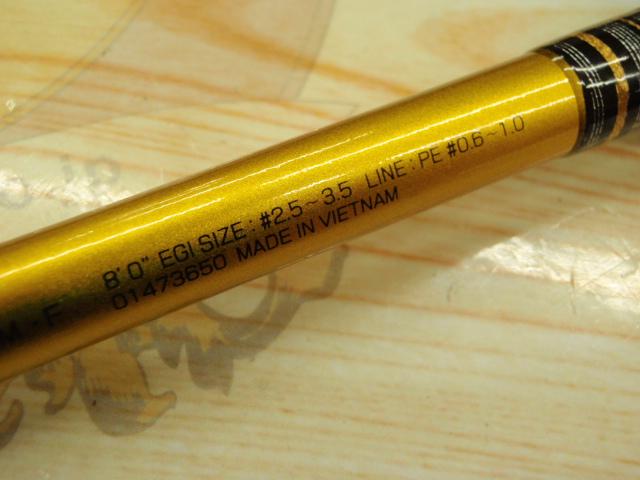 8'0" EGI SIZE : #2.5~3.5 LINE : PE #0.6~1.0
M・F 01473650 MADE IN VIETNAM